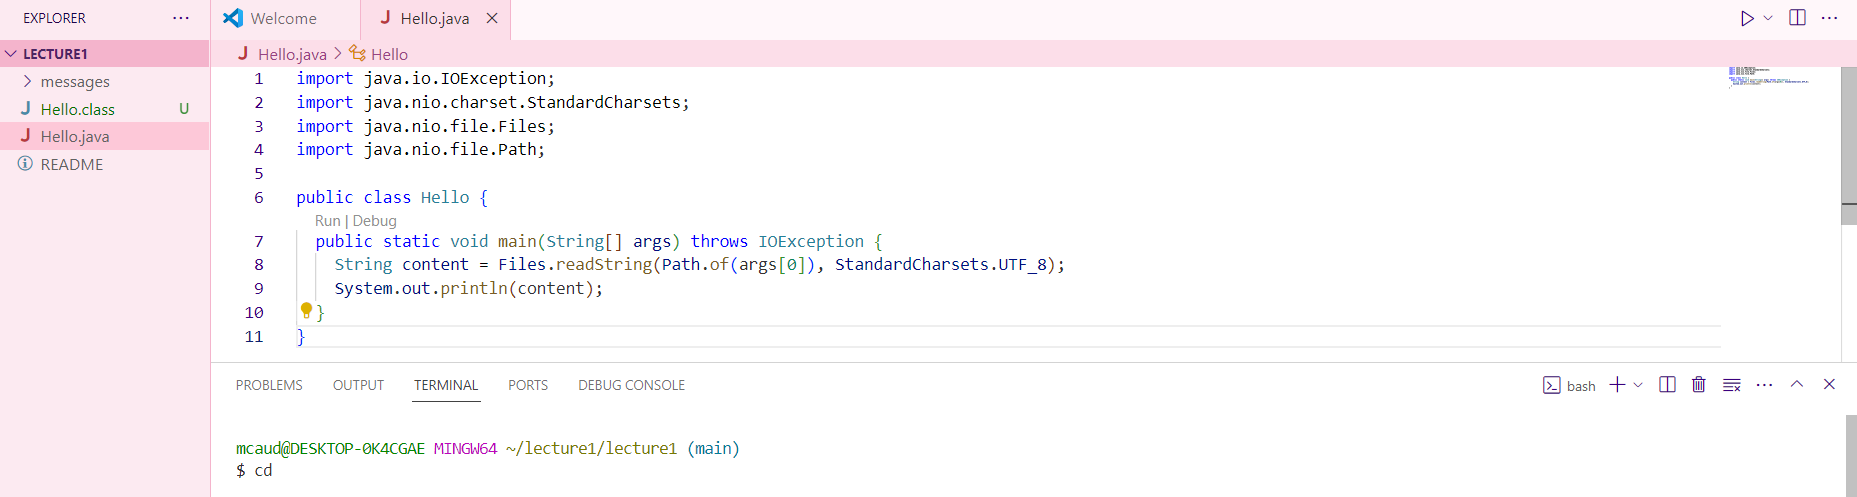 EXPLORER ···
LECTURE1
messages
Hello.class U
Hello.java
README
Welcome
Hello.java
Hello.java > Hello
1 import java.io.IOException;
2 import java.nio.charset.StandardCharsets;
3 import java.nio.file.Files;
4 import java.nio.file.Path;
5
6 public class Hello {
Run | Debug
7 public static void main(String[] args) throws IOException {
8 String content = Files.readString(Path.of(args[0]), StandardCharsets.UTF_8);
9 System.out.println(content);
10 }
11 }
PROBLEMS OUTPUT TERMINAL PORTS DEBUG CONSOLE bash
mcaud@DESKTOP-0K4CGAE MINGW64 ~/lecture1/lecture1 (main)
$ cd